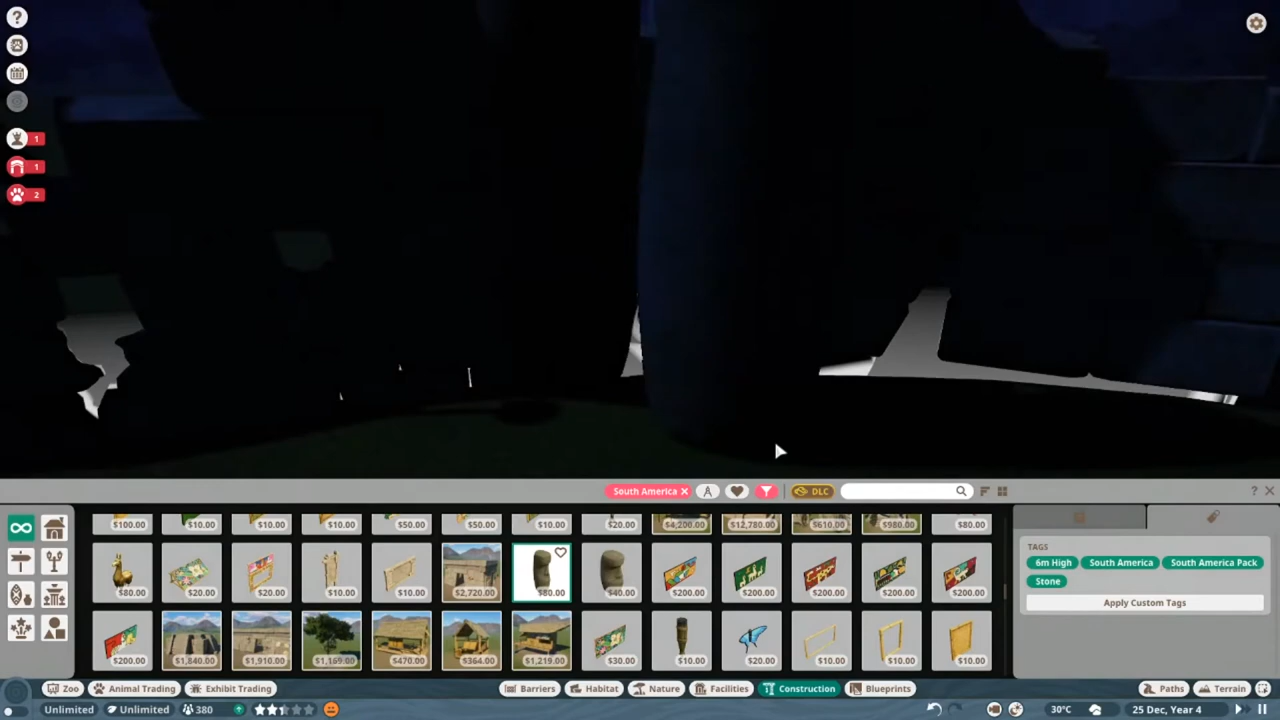 ?
1
1
2
South America ×
DLC
? ×
$100.00 $10.00 $10.00 $10.00 $50.00 $50.00 $10.00 $20.00 $4,200.00 $12,780.00 $610.00 $980.00 $80.00
$80.00 $20.00 $20.00 $10.00 $10.00 $2,720.00 $80.00 $40.00 $200.00 $200.00 $200.00 $200.00 $200.00
$200.00 $1,840.00 $1,910.00 $1,169.00 $470.00 $364.00 $1,219.00 $30.00 $10.00 $20.00 $10.00 $10.00 $10.00
TAGS
6m High South America South America Pack
Stone
Apply Custom Tags
Zoo Animal Trading Exhibit Trading Barriers Habitat Nature Facilities Construction Blueprints Paths Terrain
Unlimited Unlimited 380 30°C 25 Dec, Year 4